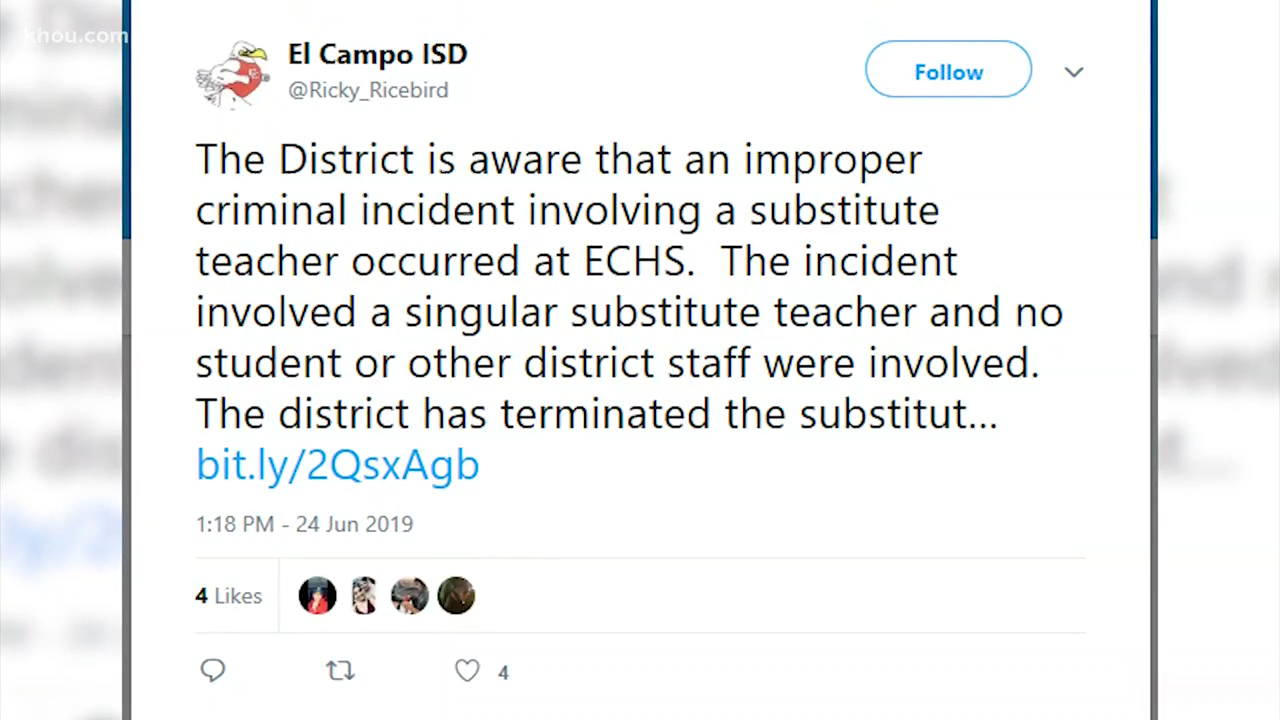 khou.com
El Campo ISD
@Ricky_Ricebird
Follow
The District is aware that an improper
criminal incident involving a substitute
teacher occurred at ECHS.  The incident
involved a singular substitute teacher and no
student or other district staff were involved.
The district has terminated the substitut...
bit.ly/2QsxAgb
1:18 PM - 24 Jun 2019
4 Likes
4